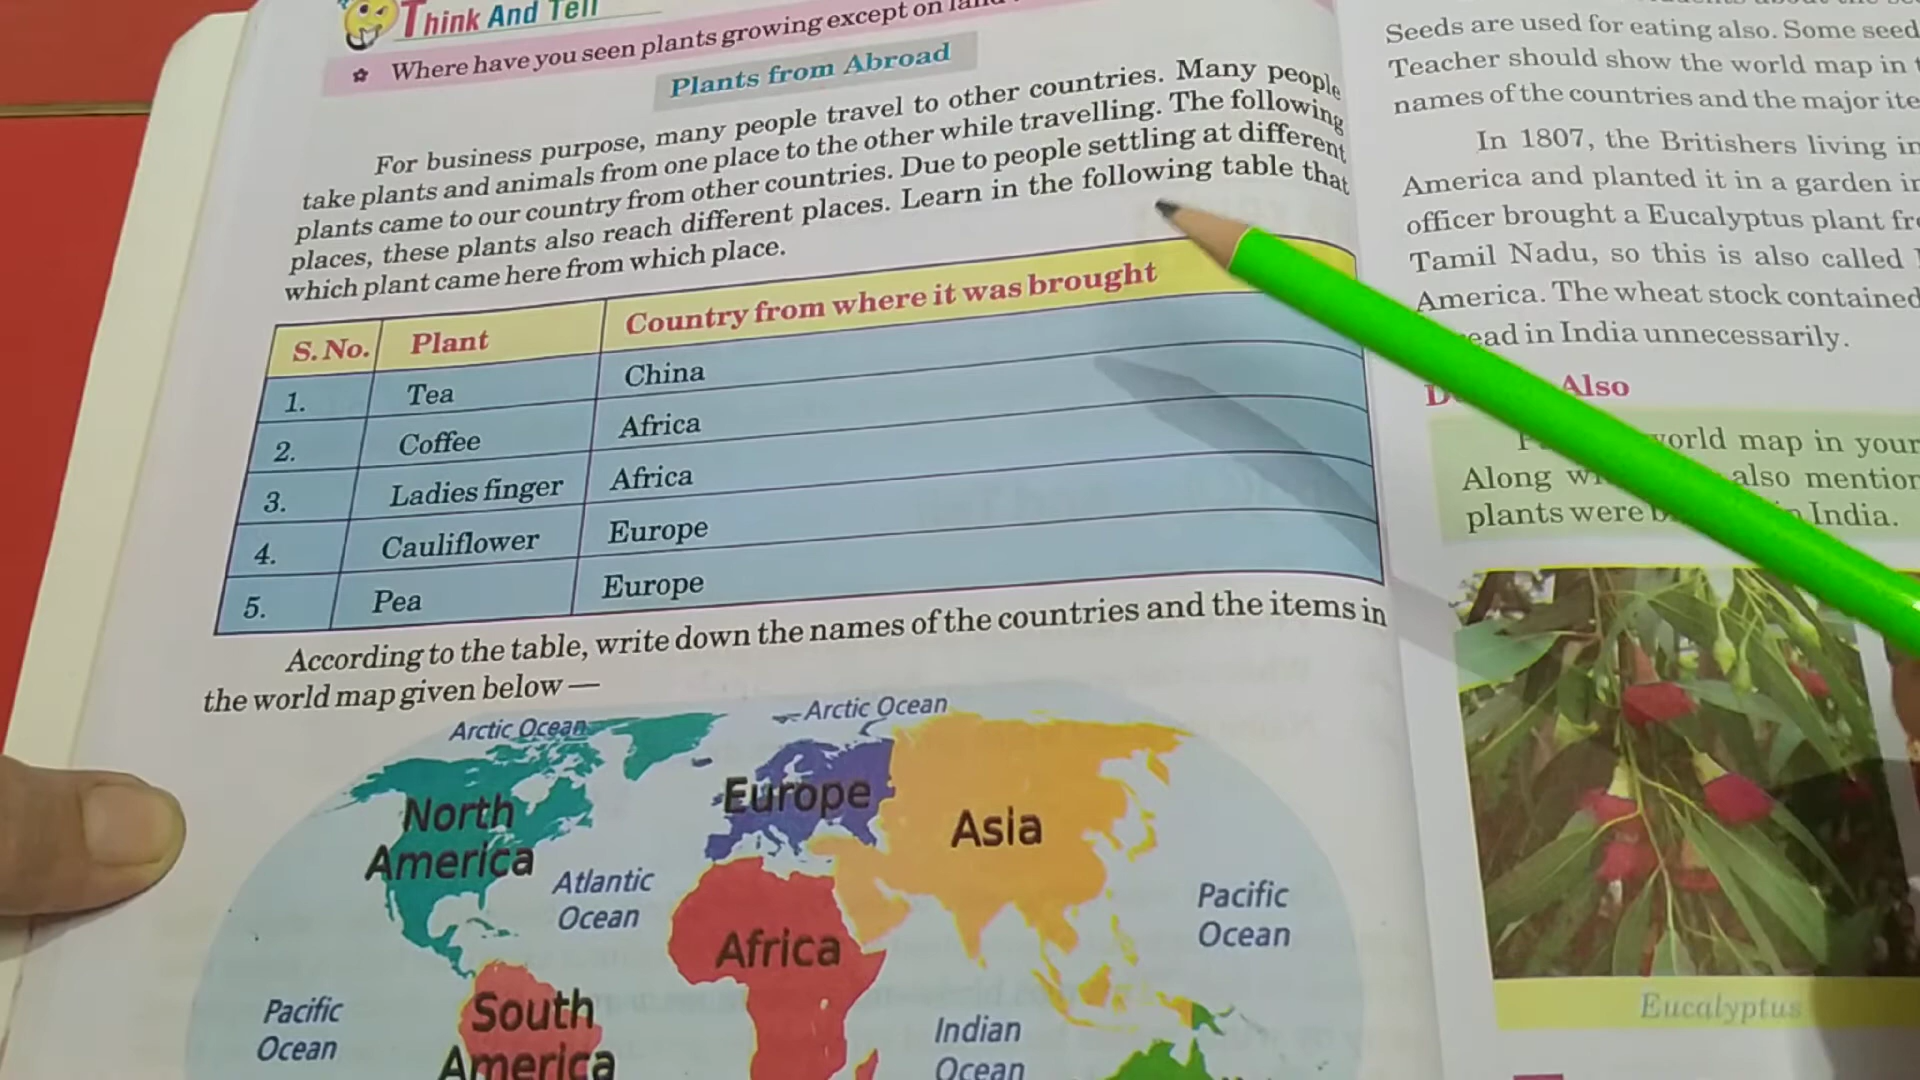 Think And Tell
Where have you seen plants growing except on land
Plants from Abroad
For business purpose, many people travel to other countries. Many people
take plants and animals from one place to the other while travelling. The following
plants came to our country from other countries. Due to people settling at different
places, these plants also reach different places. Learn in the following table that
which plant came here from which place.
S. No. Plant Country from where it was brought
1. Tea China
2. Coffee Africa
3. Ladies finger Africa
4. Cauliflower Europe
5. Pea Europe
According to the table, write down the names of the countries and the items in
the world map given below —
Arctic Ocean
Arctic Ocean
North
America
Europe
Asia
Atlantic
Ocean
Pacific
Ocean
Africa
Pacific
Ocean
South
America
Indian
Ocean
Seeds are used for eating also. Some seed
Teacher should show the world map in
names of the countries and the major ite
In 1807, the Britishers living in
America and planted it in a garden in
officer brought a Eucalyptus plant fr
Tamil Nadu, so this is also called
America. The wheat stock contained
ead in India unnecessarily.
Also
world map in your
Along also mention
plants were India.
Eucalyptus